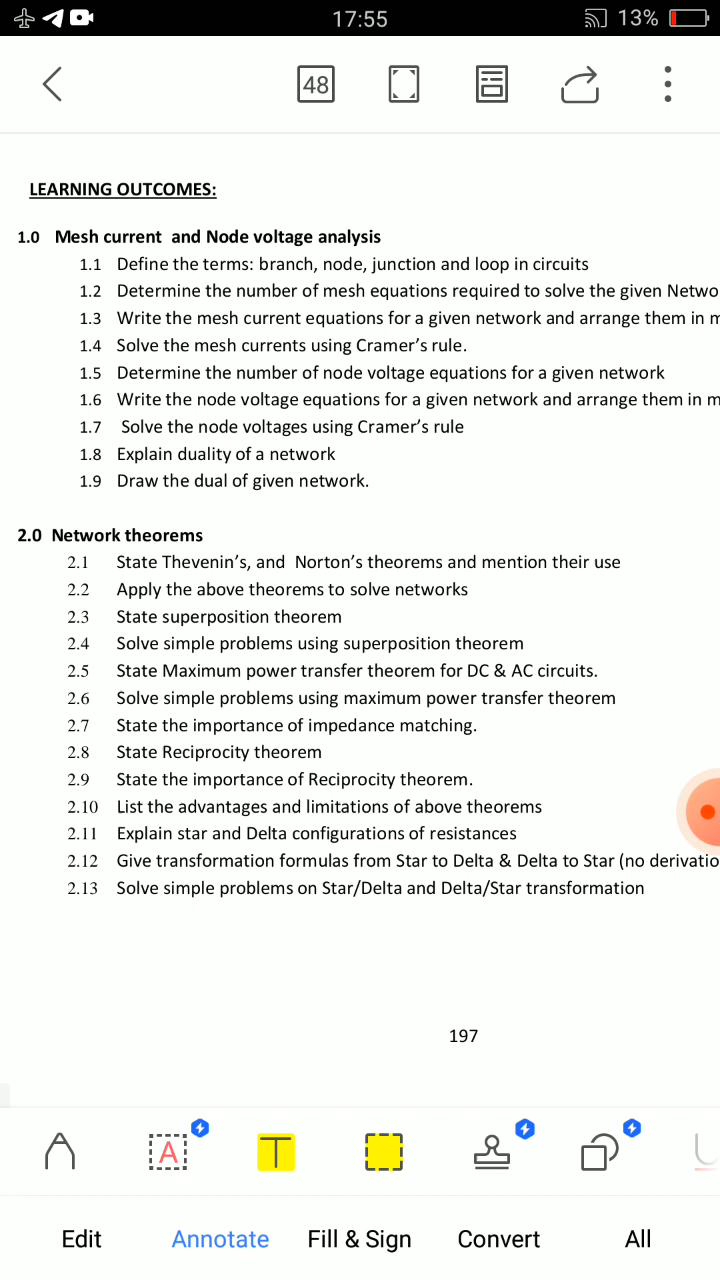 17:55
13%
48
LEARNING OUTCOMES:
1.0 Mesh current and Node voltage analysis
1.1 Define the terms: branch, node, junction and loop in circuits
1.2 Determine the number of mesh equations required to solve the given Netwo
1.3 Write the mesh current equations for a given network and arrange them in m
1.4 Solve the mesh currents using Cramer’s rule.
1.5 Determine the number of node voltage equations for a given network
1.6 Write the node voltage equations for a given network and arrange them in m
1.7 Solve the node voltages using Cramer’s rule
1.8 Explain duality of a network
1.9 Draw the dual of given network.
2.0 Network theorems
2.1 State Thevenin’s, and Norton’s theorems and mention their use
2.2 Apply the above theorems to solve networks
2.3 State superposition theorem
2.4 Solve simple problems using superposition theorem
2.5 State Maximum power transfer theorem for DC & AC circuits.
2.6 Solve simple problems using maximum power transfer theorem
2.7 State the importance of impedance matching.
2.8 State Reciprocity theorem
2.9 State the importance of Reciprocity theorem.
2.10 List the advantages and limitations of above theorems
2.11 Explain star and Delta configurations of resistances
2.12 Give transformation formulas from Star to Delta & Delta to Star (no derivatio
2.13 Solve simple problems on Star/Delta and Delta/Star transformation
197
A T U
Edit Annotate Fill & Sign Convert All